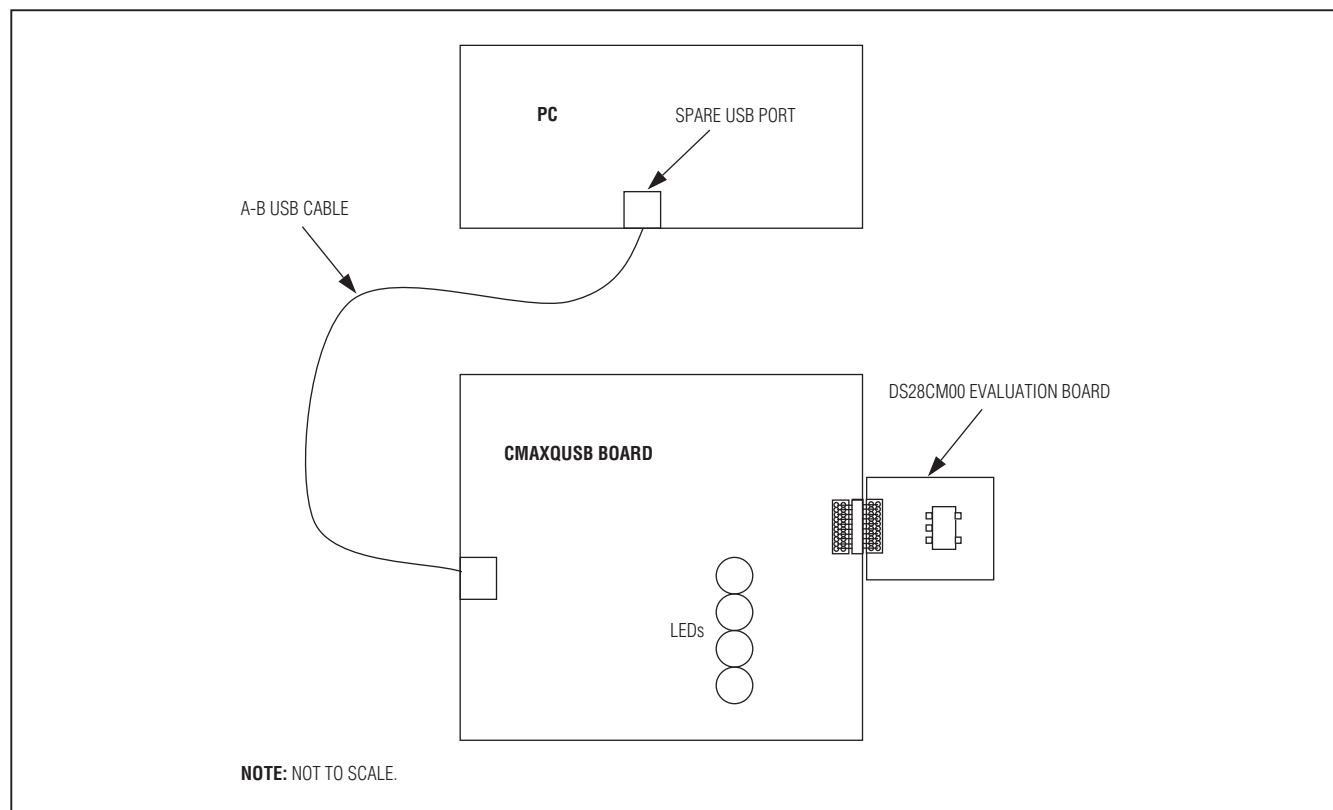 PC
SPARE USB PORT
A-B USB CABLE
DS28CM00 EVALUATION BOARD
CMAXQUSB BOARD
LEDs
NOTE: NOT TO SCALE.